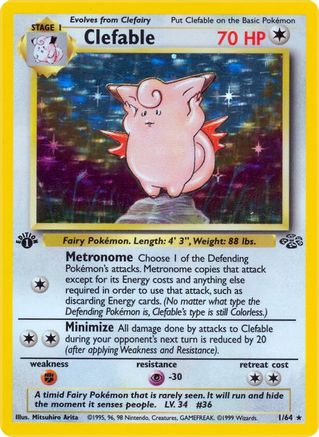 STAGE 1
Evolves from Clefairy
Put Clefable on the Basic Pokémon
Clefable
70 HP
EDITION
1
Fairy Pokémon. Length: 4' 3", Weight: 88 lbs.
Metronome Choose 1 of the Defending
Pokémon's attacks. Metronome copies that attack
except for its Energy costs and anything else
required in order to use that attack, such as
discarding Energy cards. (No matter what type the
Defending Pokémon is, Clefable's type is still Colorless.)
Minimize All damage done by attacks to Clefable
during your opponent's next turn is reduced by 20
(after applying Weakness and Resistance).
weakness
resistance
retreat cost
-30
A timid Fairy Pokémon that is rarely seen. It will run and hide
the moment it senses people. LV. 34 #36
Illus. Mitsuhiro Arita
©1995, 96, 98 Nintendo, Creatures, GAMEFREAK. ©1999 Wizards.
1/64 ★